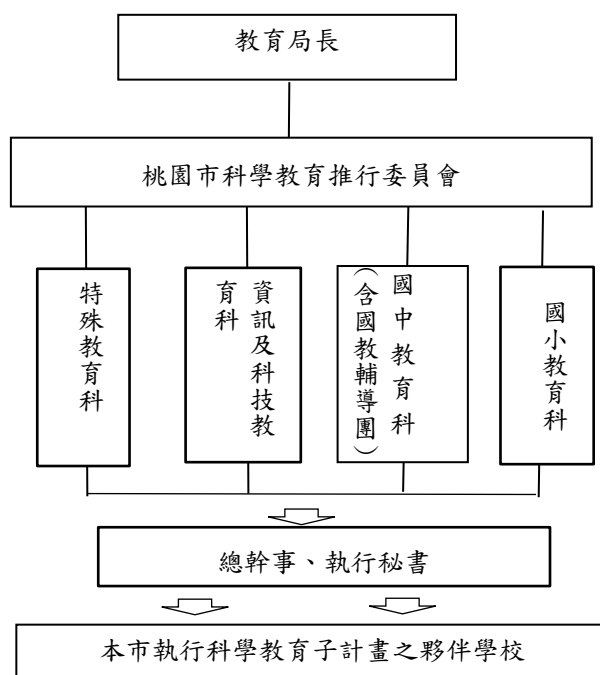 教育局長
桃園市科學教育推行委員會
特殊教育科
資訊及科技教
育科
國中教育科
（含國教輔導團）
國小教育科
總幹事、執行秘書
本市執行科學教育子計畫之夥伴學校